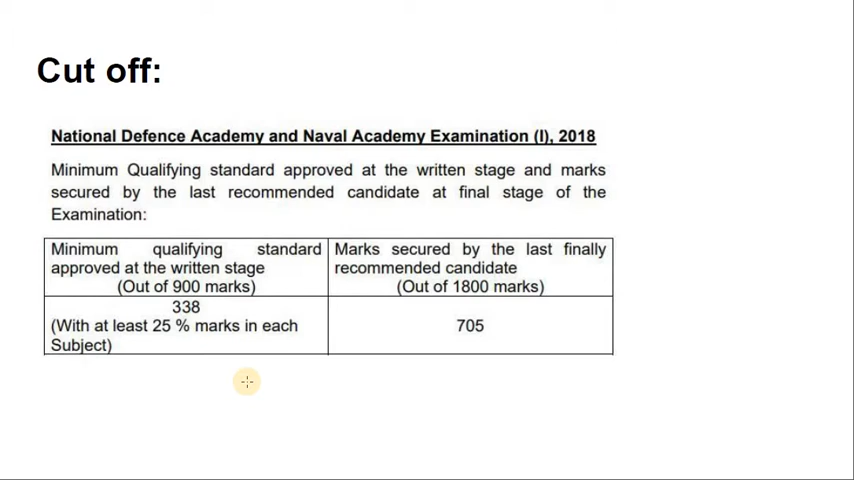 Cut off:
National Defence Academy and Naval Academy Examination (I), 2018
Minimum Qualifying standard approved at the written stage and marks
secured by the last recommended candidate at final stage of the
Examination:
Minimum qualifying standard
approved at the written stage
(Out of 900 marks)
Marks secured by the last finally
recommended candidate
(Out of 1800 marks)
338
(With at least 25 % marks in each
Subject)
705